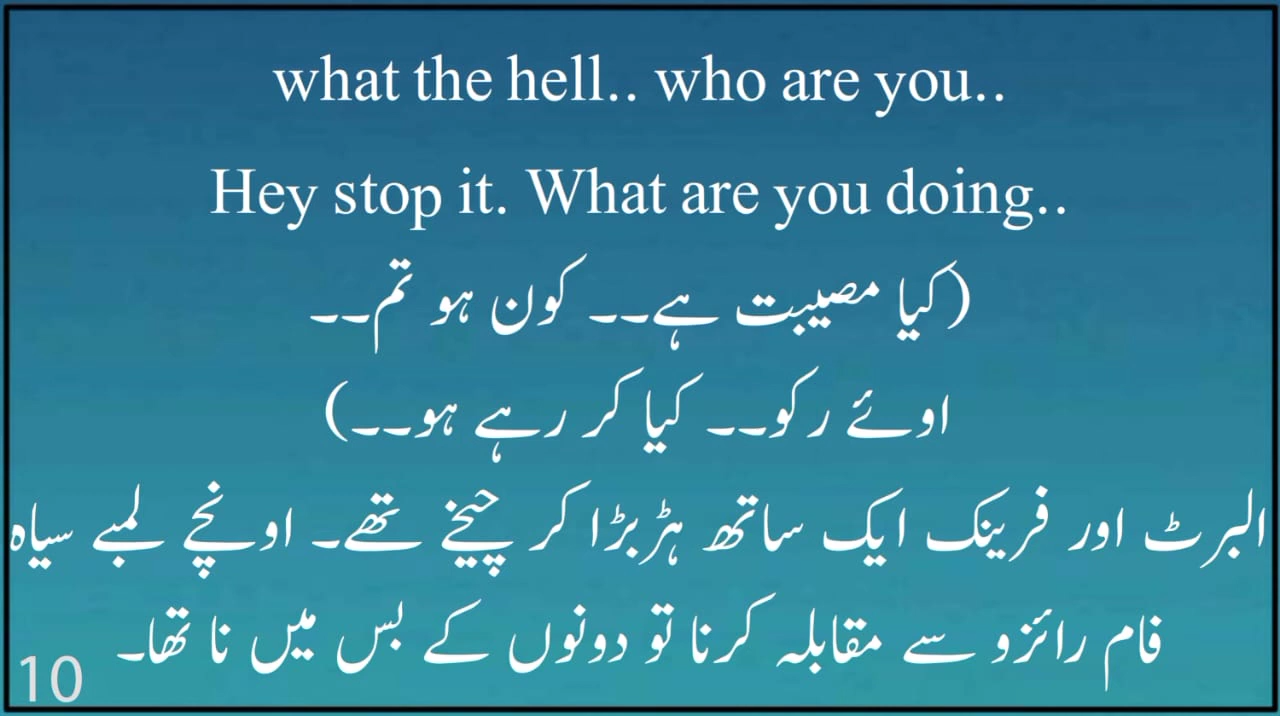 what the hell.. who are you..
Hey stop it. What are you doing..
(کیا مصیبت ہے۔۔ کون ہو تم۔۔
اوئے رکو۔۔ کیا کر رہے ہو۔۔)
البرٹ اور فرینک ایک ساتھ ہڑبڑا کر چیخے تھے۔ اونچے لمبے سیاہ
فام رائزو سے مقابلہ کرنا تو دونوں کے بس میں نا تھا۔
10